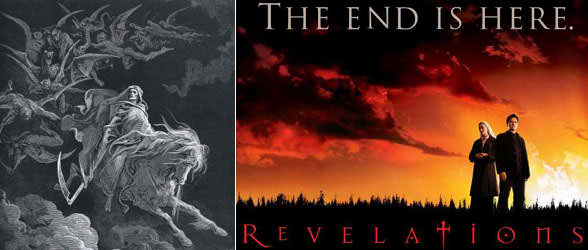 THE END IS HERE.
REVELATIONS